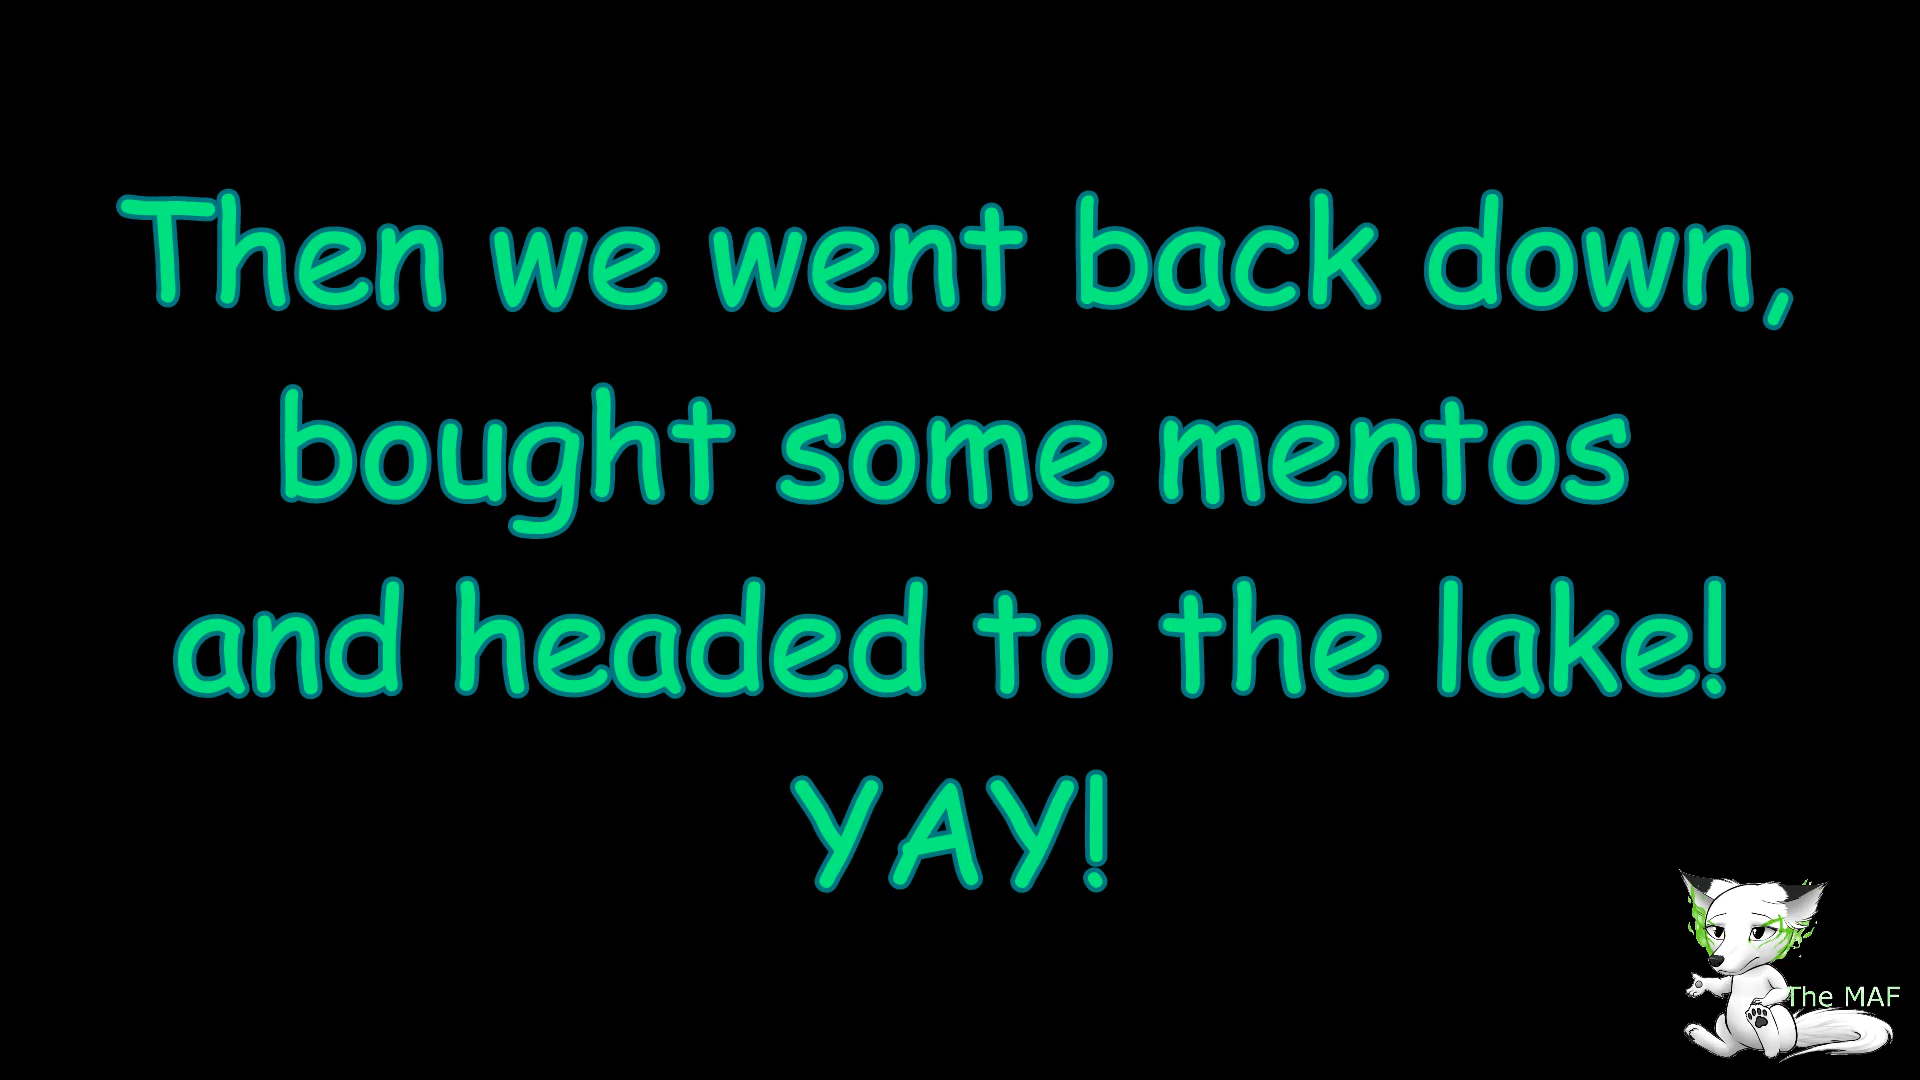 Then we went back down,
bought some mentos
and headed to the lake!
YAY!
The MAF